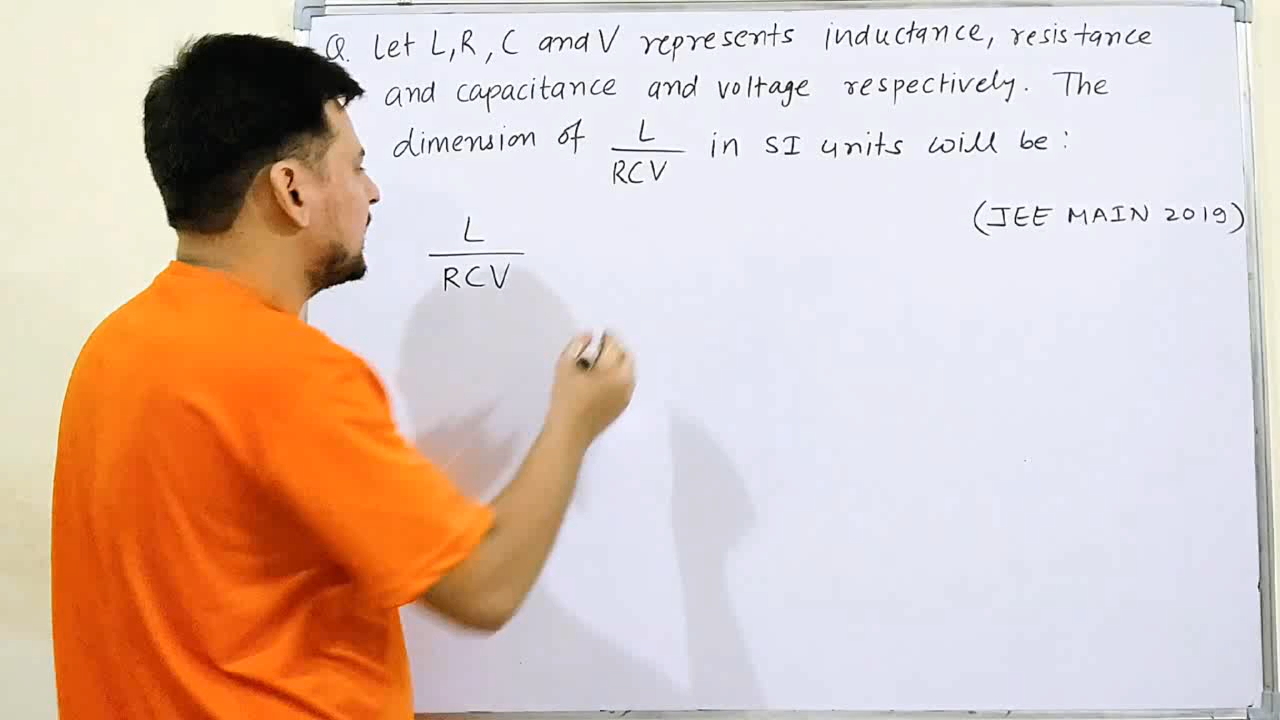 Q. Let L, R, C and V represents inductance, resistance
and capacitance and voltage respectively. The
dimension of L/RCV in SI units will be:
(JEE MAIN 2019)
L/RCV